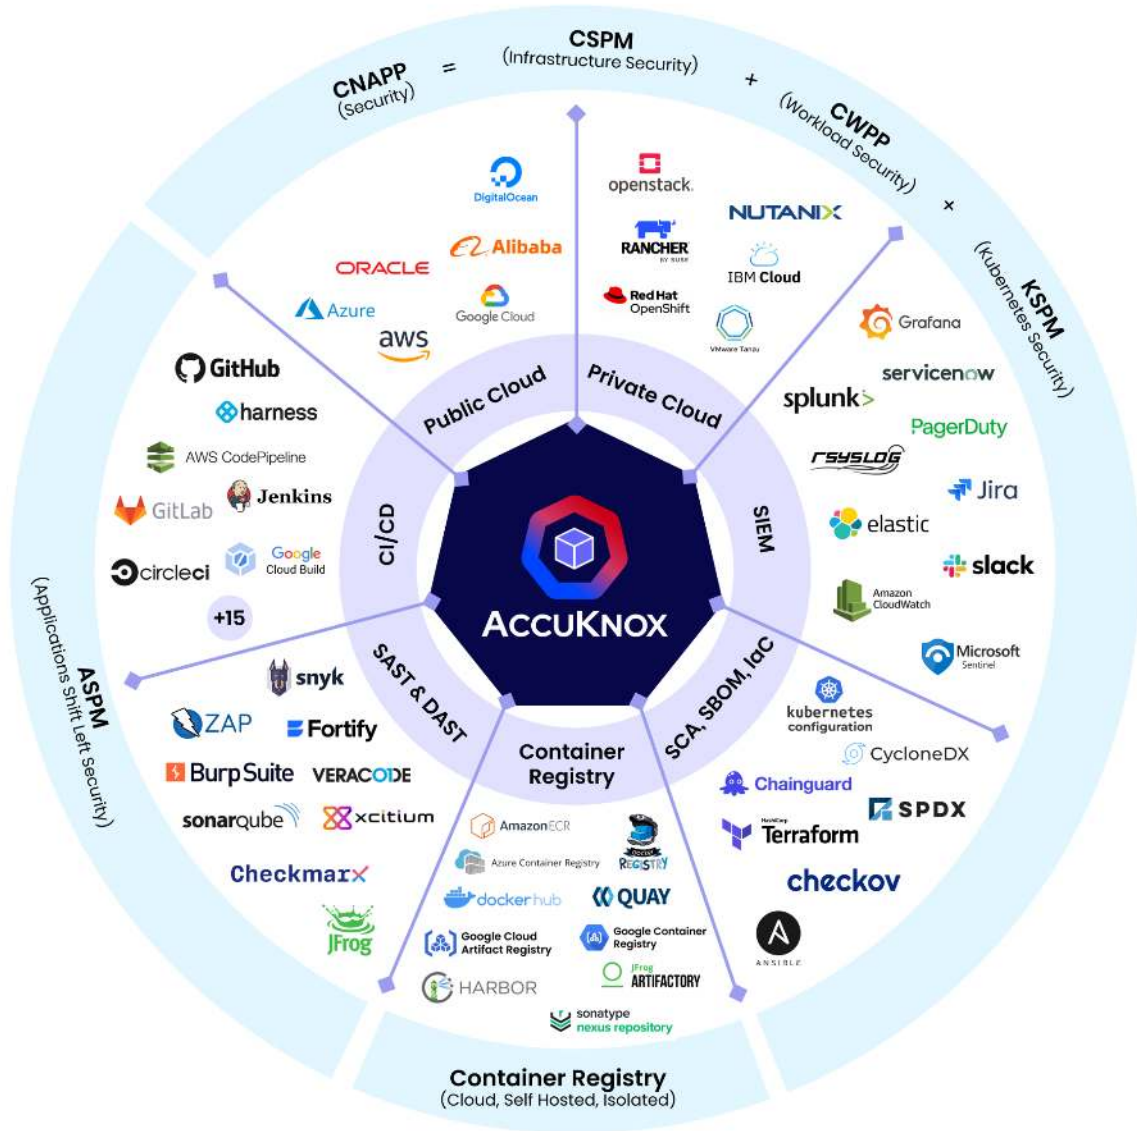 CNAPP
(Security)
=
CSPM
(Infrastructure Security)
+
CWPP
(Workload Security)
×
KSPM
(Kubernetes Security)
DigitalOcean
Alibaba
ORACLE
Azure
Google Cloud
aws
Public Cloud
openstack.
NUTANIX
RANCHER
BY SUSE
IBM Cloud
Red Hat
OpenShift
VMware Tanzu
Private Cloud
Grafana
servicenow
splunk>
PagerDuty
rsyslog
Jira
elastic
slack
Amazon
CloudWatch
Microsoft
Sentinel
SIEM
GitHub
harness
AWS CodePipeline
GitLab
Jenkins
circleci
Google
Cloud Build
+15
CI/CD
ACCUKNOX
ASPM
(Applications Shift Left Security)
SAST & DAST
snyk
ZAP
Fortify
Burp Suite
VERACODE
sonarqube
xcitium
Checkmarx
JFrog
SCA, SBOM, IaC
kubernetes
configuration
CycloneDX
Chainguard
SPDX
HashiCorp
Terraform
checkov
A
ANSIBLE
Container
Registry
Amazon ECR
DOCKER
REGISTRY
Azure Container Registry
docker hub
QUAY
Google Cloud
Artifact Registry
Google Container
Registry
HARBOR
JFrog
ARTIFACTORY
sonatype
nexus repository
Container Registry
(Cloud, Self Hosted, Isolated)